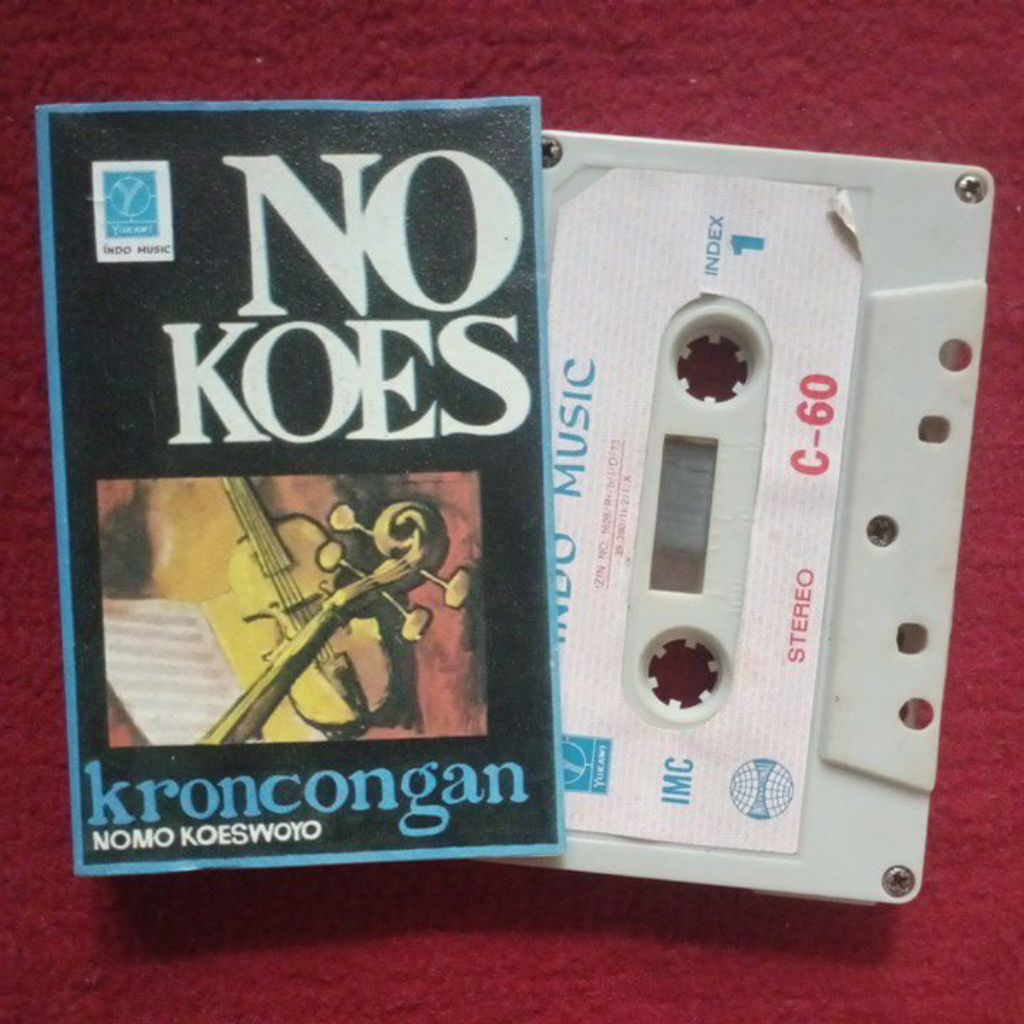 YUKAWI
INDO MUSIC
NO
KOES
kroncongan
NOMO KOESWOYO
INDEX
1
INDO MUSIC
STEREO C-60
YUKAWI
IMC